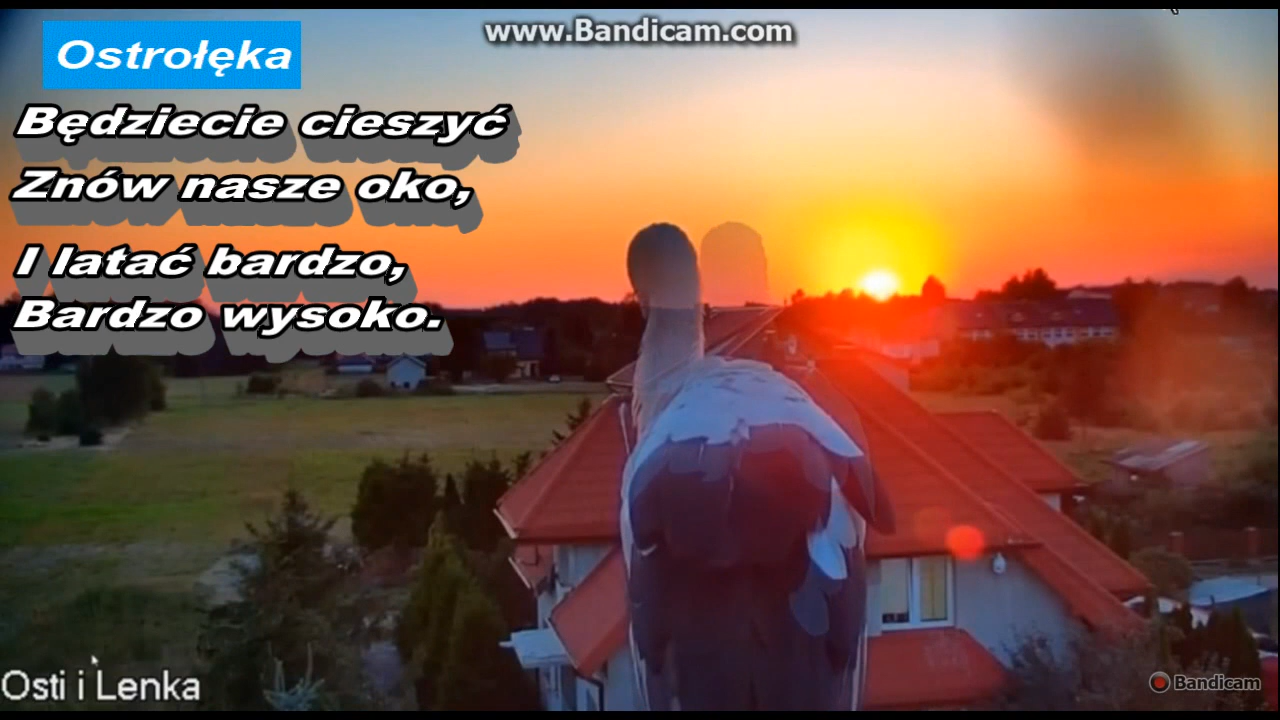 www.Bandicam.com
Ostrołęka
Będziecie cieszyć
Znów nasze oko,
I latać bardzo,
Bardzo wysoko.
Osti i Lenka
Bandicam